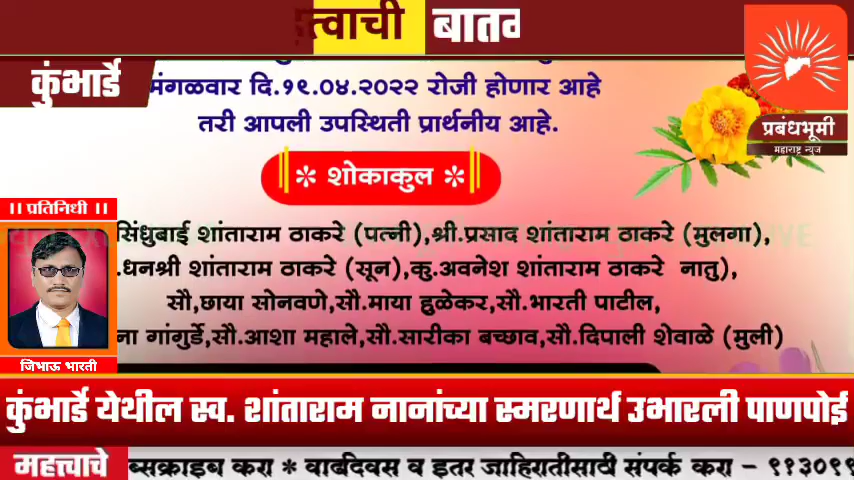 त्वाची बातम
कुंभार्डे
मंगळवार दि.१९.०४.२०२२ रोजी होणार आहे
तरी आपली उपस्थिती प्रार्थनीय आहे.
प्रबंधभूमी
महाराष्ट्र न्यूज
* शोकाकुल *
।। प्रतिनिधी ।।
सिंधुबाई शांताराम ठाकरे (पत्नी),श्री.प्रसाद शांताराम ठाकरे (मुलगा),
.धनश्री शांताराम ठाकरे (सून),कु.अवनेश शांताराम ठाकरे नातु),
सौ,छाया सोनवणे,सौ.माया हुळेकर,सौ.भारती पाटील,
ना गांगुर्डे,सौ.आशा महाले,सौ.सारीका बच्छाव,सौ.दिपाली शेवाळे (मुली)
जिभाऊ भारती
कुंभार्डे येथील स्व. शांताराम नानांच्या स्मरणार्थ उभारली पाणपोई
महत्त्वाचे ब्सक्राइब करा * वाढदिवस व इतर जाहिरातीसाठी संपर्क करा - ९१३०९९